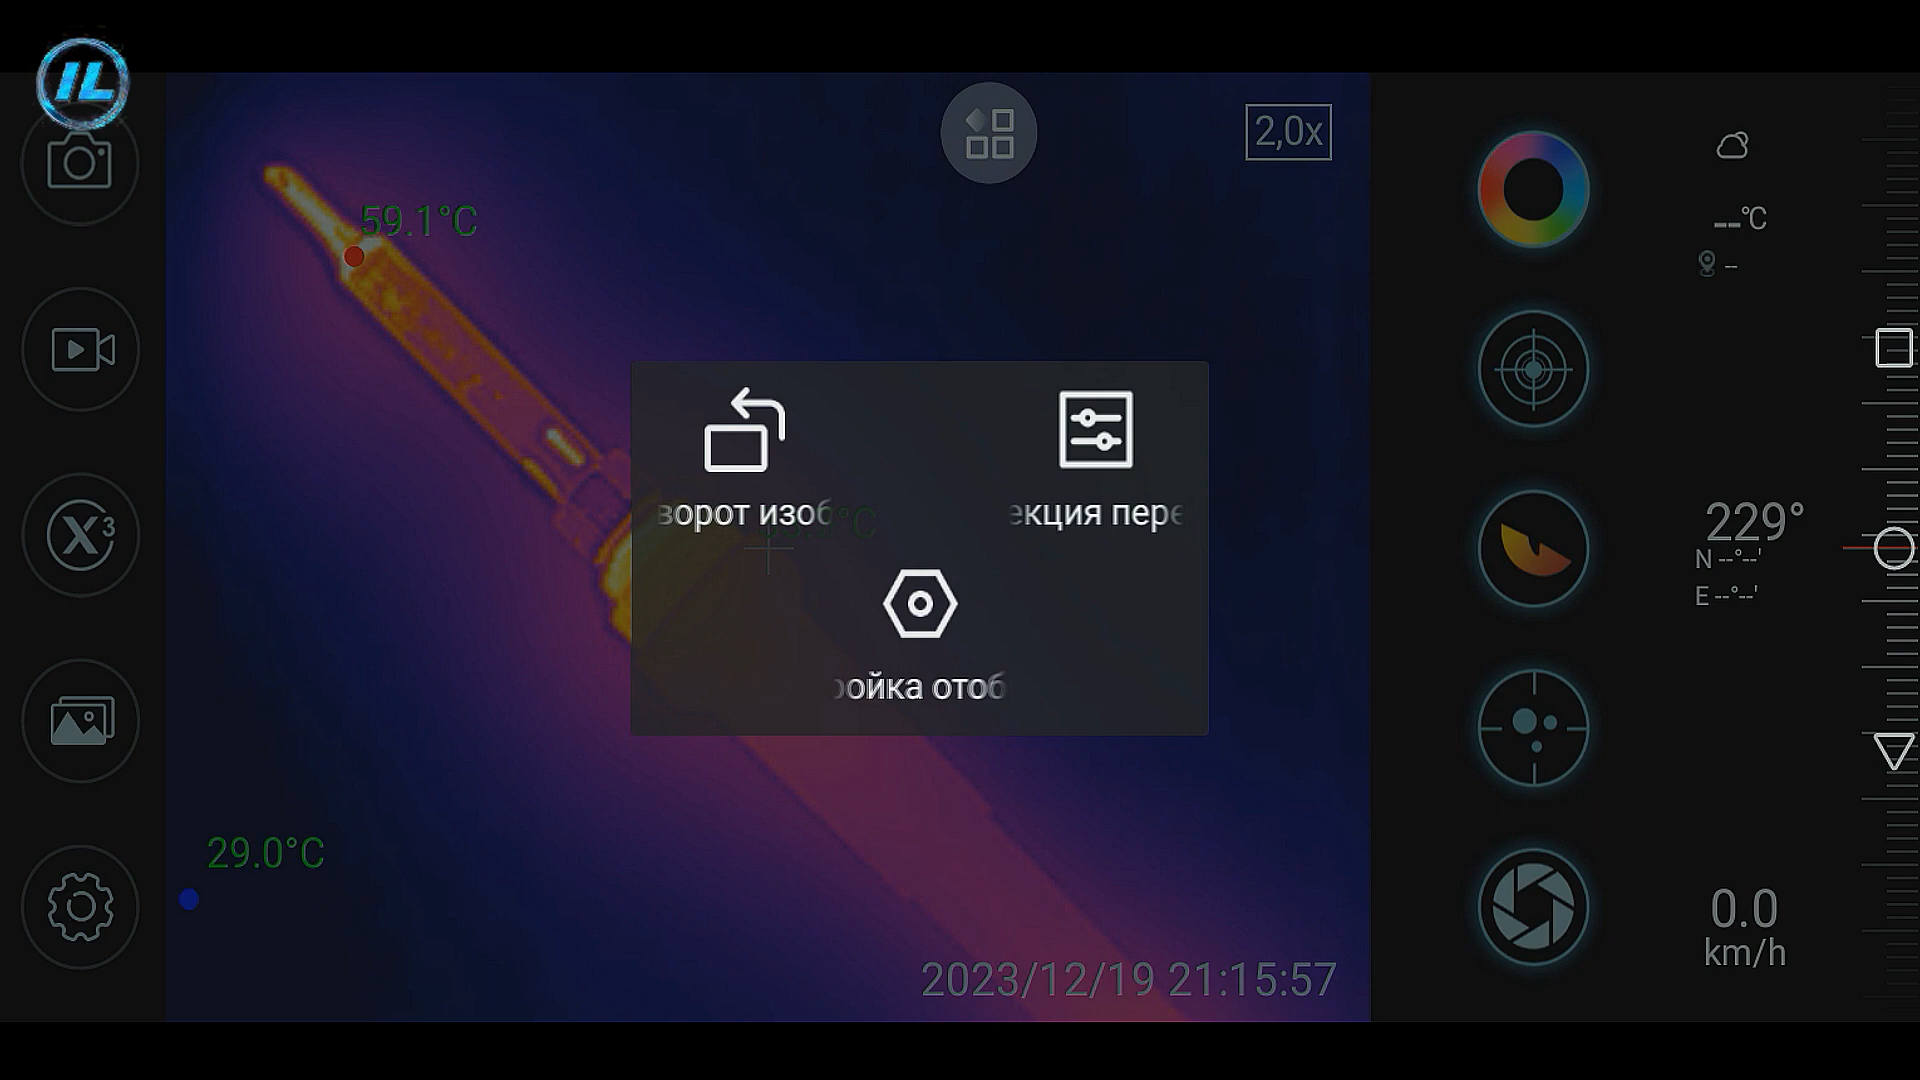 IL
59.1°C
2,0x
--°C
--
ворот изоб
екция пере
°C
229°
N --°--'
E --°--'
X3
ройка отоб
29.0°C
0.0
km/h
2023/12/19 21:15:57